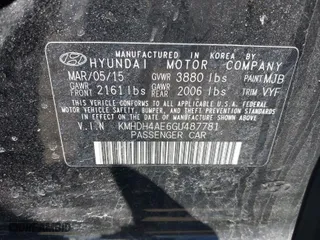 MANUFACTURED IN KOREA BY
HYUNDAI MOTOR COMPANY
MAR/05/15 GVWR 3880 lbs PAINT MJB
GAWR FRONT 2161 lbs GAWR REAR 2006 lbs TRIM VYF
THIS VEHICLE CONFORMS TO ALL APPLICABLE
FEDERAL MOTOR VEHICLE SAFETY, BUMPER
AND THEFT PREVENTION STANDARDS IN EFFECT
ON THE DATE OF MANUFACTURE SHOWN ABOVE.
V.I.N KMHDH4AE6GU487781
PASSENGER CAR